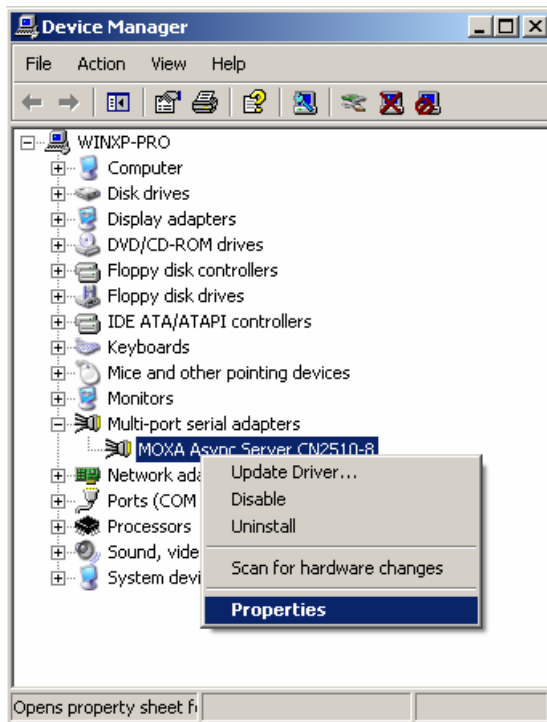 Device Manager
File Action View Help
WINXP-PRO
Computer
Disk drives
Display adapters
DVD/CD-ROM drives
Floppy disk controllers
Floppy disk drives
IDE ATA/ATAPI controllers
Keyboards
Mice and other pointing devices
Monitors
Multi-port serial adapters
MOXA Async Server CN2510-8
Network ada
Update Driver...
Ports (COM
Disable
Processors
Uninstall
Sound, vide
Scan for hardware changes
System devi
Properties
Opens property sheet f